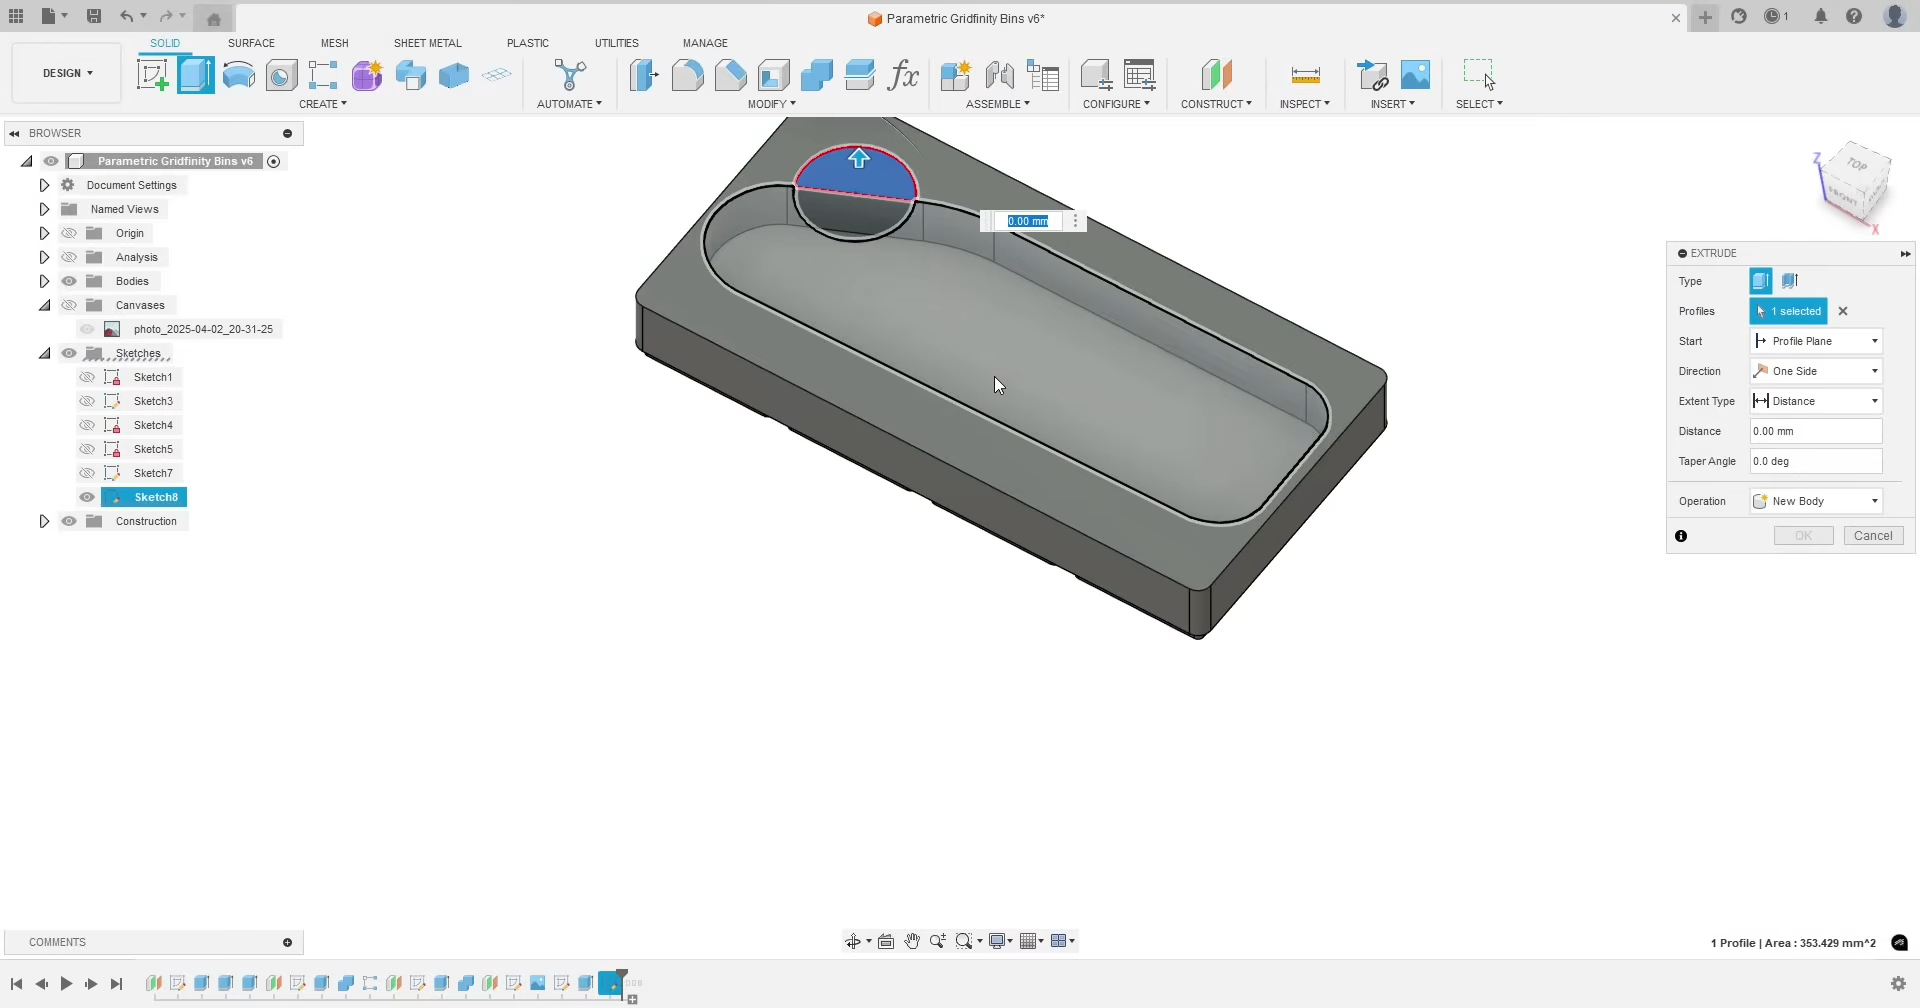 Parametric Gridfinity Bins v6*
1
DESIGN
SOLID
SURFACE
MESH
SHEET METAL
PLASTIC
UTILITIES
MANAGE
fx
CREATE
AUTOMATE
MODIFY
ASSEMBLE
CONFIGURE
CONSTRUCT
INSPECT
INSERT
SELECT
BROWSER
Parametric Gridfinity Bins v6
Document Settings
Named Views
Origin
Analysis
Bodies
Canvases
photo_2025-04-02_20-31-25
Sketches
Sketch1
Sketch3
Sketch4
Sketch5
Sketch7
Sketch8
Construction
0.00 mm
TOP
FRONT
Z
X
EXTRUDE
Type
Profiles
1 selected
Start
Profile Plane
Direction
One Side
Extent Type
Distance
Distance
0.00 mm
Taper Angle
0.0 deg
Operation
New Body
OK
Cancel
COMMENTS
1 Profile | Area : 353.429 mm^2